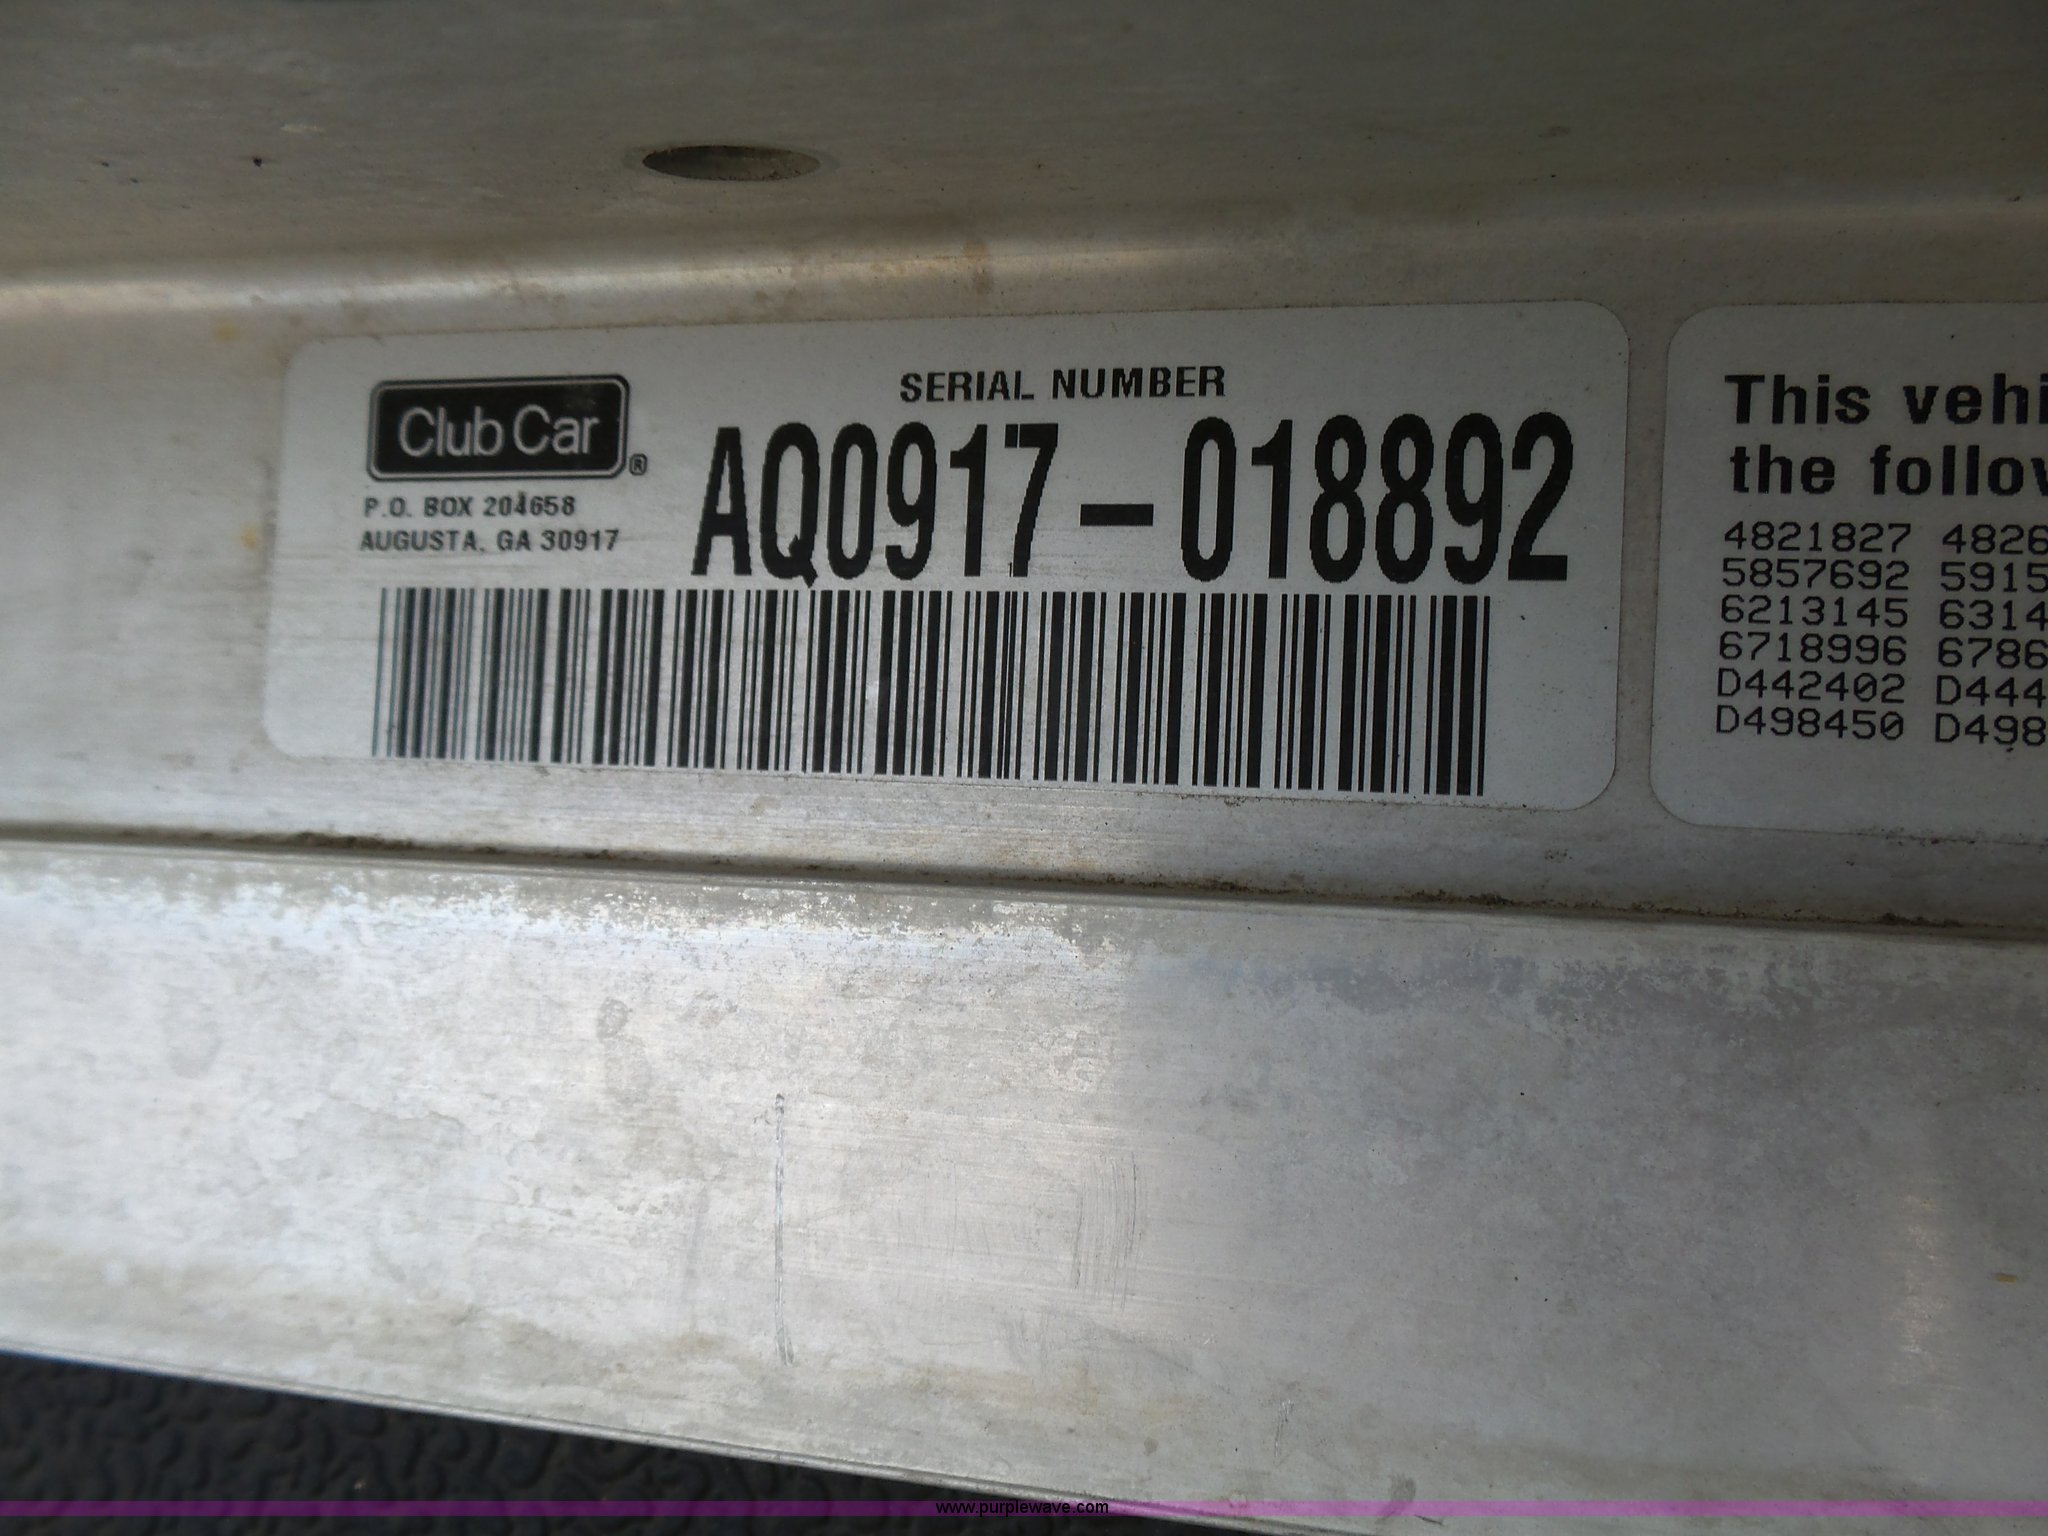 Club Car®
P.O. BOX 204658
AUGUSTA, GA 30917
SERIAL NUMBER
AQ0917-018892
This vehi
the follow
4821827 4826
5857692 5915
6213145 6314
6718996 6786
D442402 D444
D498450 D498
www.purplewave.com